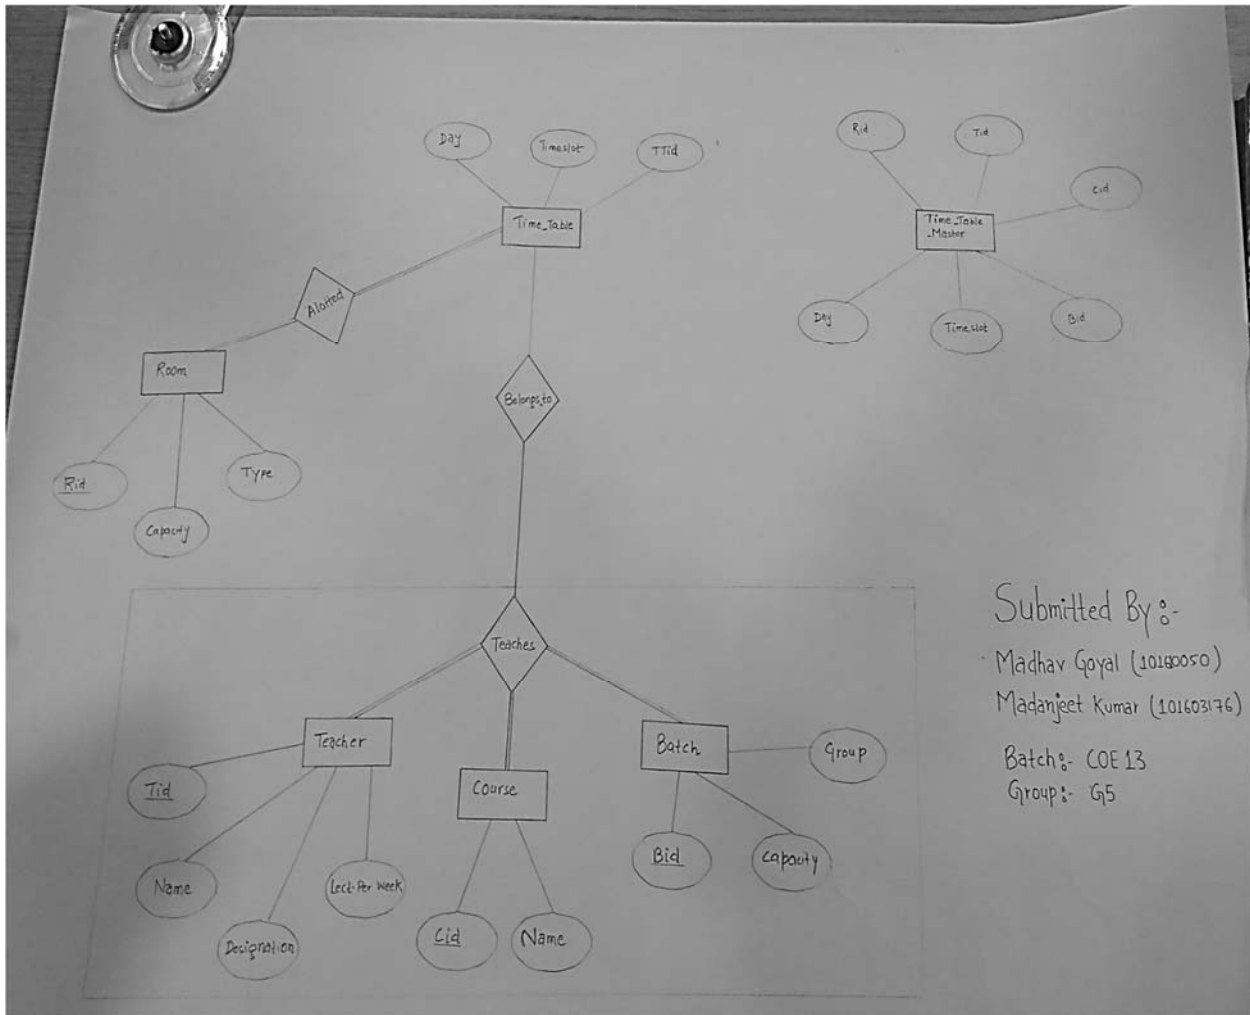 Day
Timeslot
TTid
Time_Table
Alotted
Room
Rid
Capacity
Type
Belongs_to
Rid
Tid
Cid
Time_Table
_Master
Day
Timeslot
Bid
Teaches
Teacher
Tid
Name
Designation
Lect. Per Week
Course
Cid
Name
Batch
Group
Bid
Capacity
Submitted By :-
Madhav Goyal (10160050)
Madanjeet Kumar (101603176)
Batch:- COE 13
Group:- G5